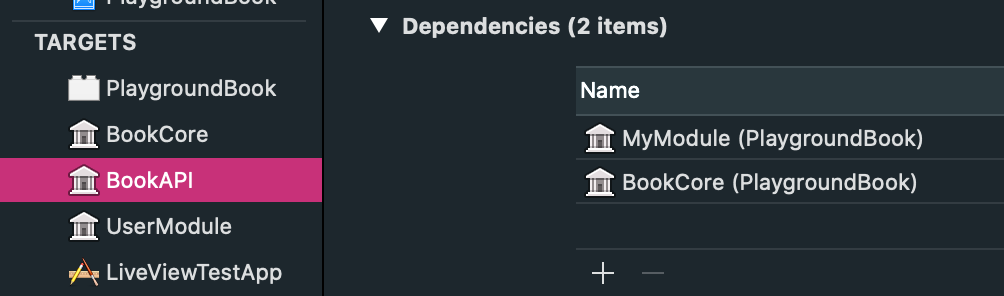 PlaygroundBook
TARGETS
PlaygroundBook
BookCore
BookAPI
UserModule
LiveViewTestApp
Dependencies (2 items)
Name
MyModule (PlaygroundBook)
BookCore (PlaygroundBook)